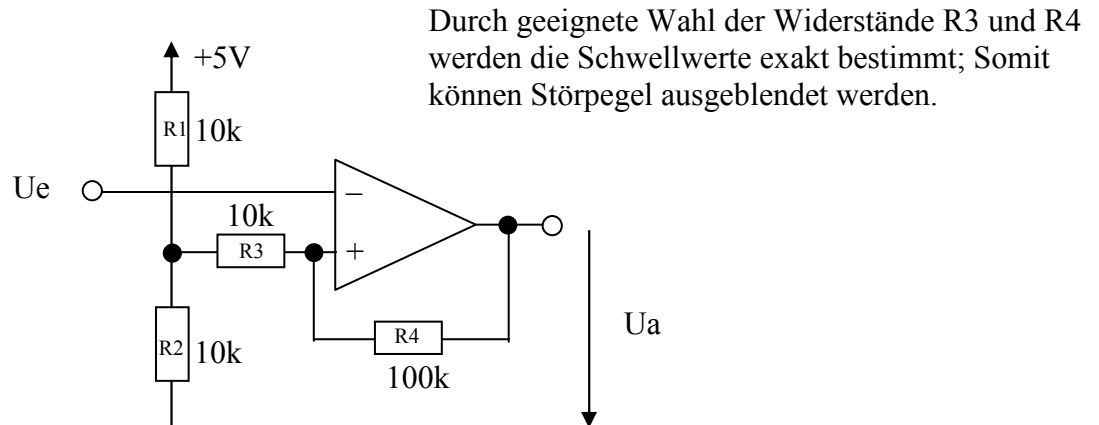 Durch geeignete Wahl der Widerstände R3 und R4
werden die Schwellwerte exakt bestimmt; Somit
können Störpegel ausgeblendet werden.
+5V
R1 10k
Ue
−
10k
R3
+
R4
100k
R2 10k
Ua